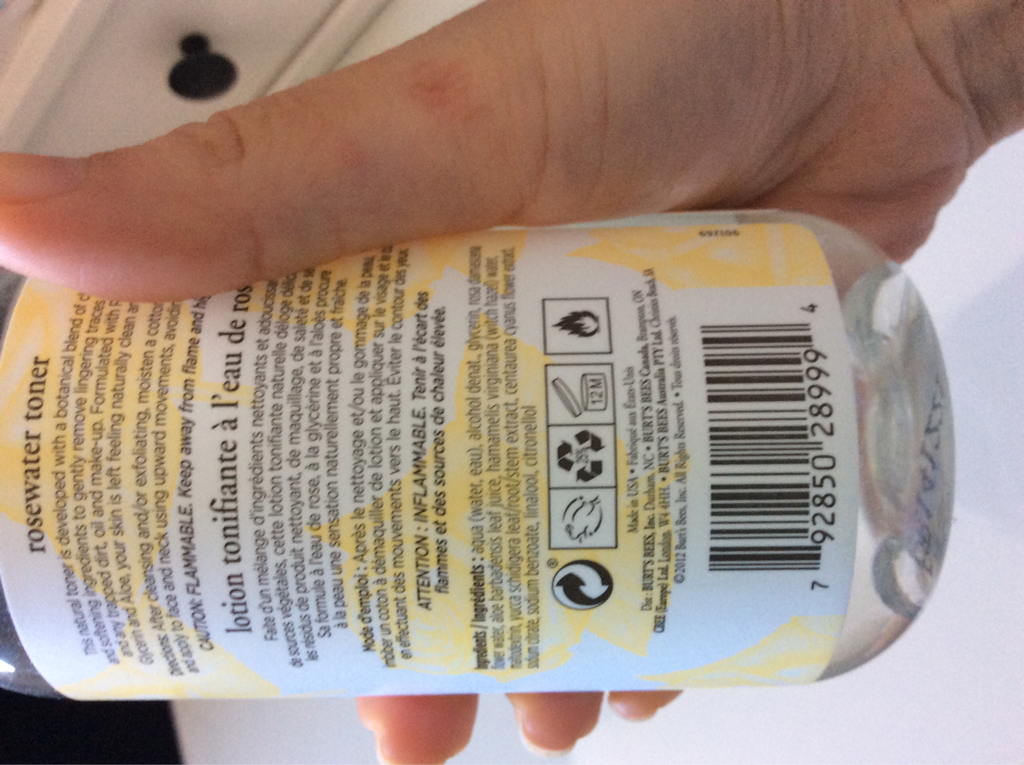 rosewater toner
This natural toner is developed with a botanical blend of
and softening ingredients to gently remove lingering traces
and any trapped dirt, oil and make-up. Formulated with
Glycerin and Aloe, your skin is left feeling naturally clean
After cleansing and/or exfoliating, moisten a cotton
and apply to face and neck using upward movements, avoiding
CAUTION: FLAMMABLE. Keep away from flame and
lotion tonifiante à l'eau de
Faite d'un mélange d'ingrédients nettoyants et
de sources végétales, cette lotion tonifiante naturelle déloge
les résidus de produit nettoyant, de maquillage, de saleté et de
Sa formule à l'eau de rose, à la glycérine et à l'aloès procure
à la peau une sensation naturellement propre et fraîche.
Mode d'emploi : Après le nettoyage et/ou le gommage de la peau,
imbiber un coton à démaquiller de lotion et appliquer sur le visage et le
en effectuant des mouvements vers le haut. Éviter le contour des yeux.
ATTENTION : INFLAMMABLE. Tenir à l'écart des
flammes et des sources de chaleur élevée.
Ingredients / Ingrédients : aqua (water, eau), alcohol denat., glycerin, rosa damascena
flower water, aloe barbadensis leaf juice, hamamelis virginiana (witch hazel) water,
maltodextrin, yucca schidigera leaf/root/stem extract, centaurea cyanus flower extract,
sodium citrate, sodium benzoate, linalool, citronellol
®
12M
Made in USA • Fabriqué aux États-Unis
Dist. BURT'S BEES, Inc. Durham, NC • BURT'S BEES Canada, Brampton, ON
London, W4 4HH • BURT'S BEES Australia PTY Ltd,
©2012 Burt's Bees, Inc. All Rights Reserved. • Tous droits réservés.
7 92850 28999 4